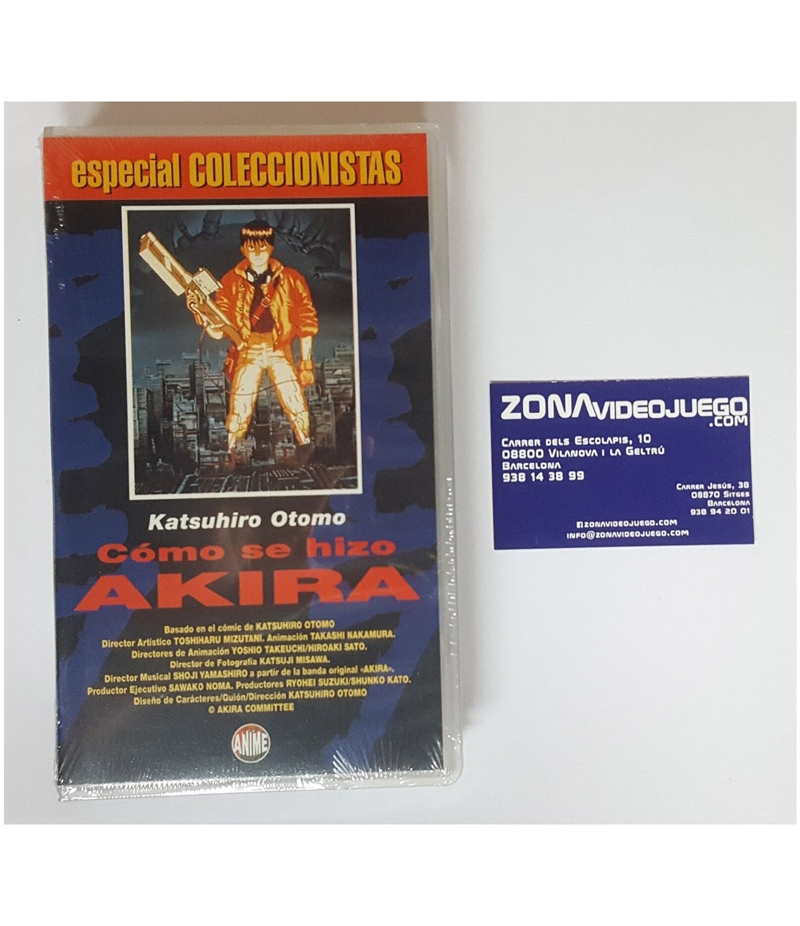 especial COLECCIONISTAS
Katsuhiro Otomo
Cómo se hizo
AKIRA
Basado en el cómic de KATSUHIRO OTOMO
Director Artístico TOSHIHARU MIZUTANI. Animación TAKASHI NAKAMURA.
Directores de Animación YOSHIO TAKEUCHI/HIROAKI SATO.
Director de Fotografía KATSUJI MISAWA.
Director Musical SHOJI YAMASHIRO a partir de la banda original «AKIRA».
Productor Ejecutivo SAWAKO NOMA. Productores RYOHEI SUZUKI/SHUNKO KATO.
Diseño de Carácteres/Guión/Dirección KATSUHIRO OTOMO
© AKIRA COMMITTEE
ANIME
ZONAVIDEOJUEGO
.COM
CARRER DELS ESCOLAPIS, 10
08800 VILANOVA I LA GELTRÚ
BARCELONA
938 14 38 99
CARRER JESÚS, 38
08870 SITGES
BARCELONA
938 94 20 01
ZONAVIDEOJUEGO.COM
INFO@ZONAVIDEOJUEGO.COM